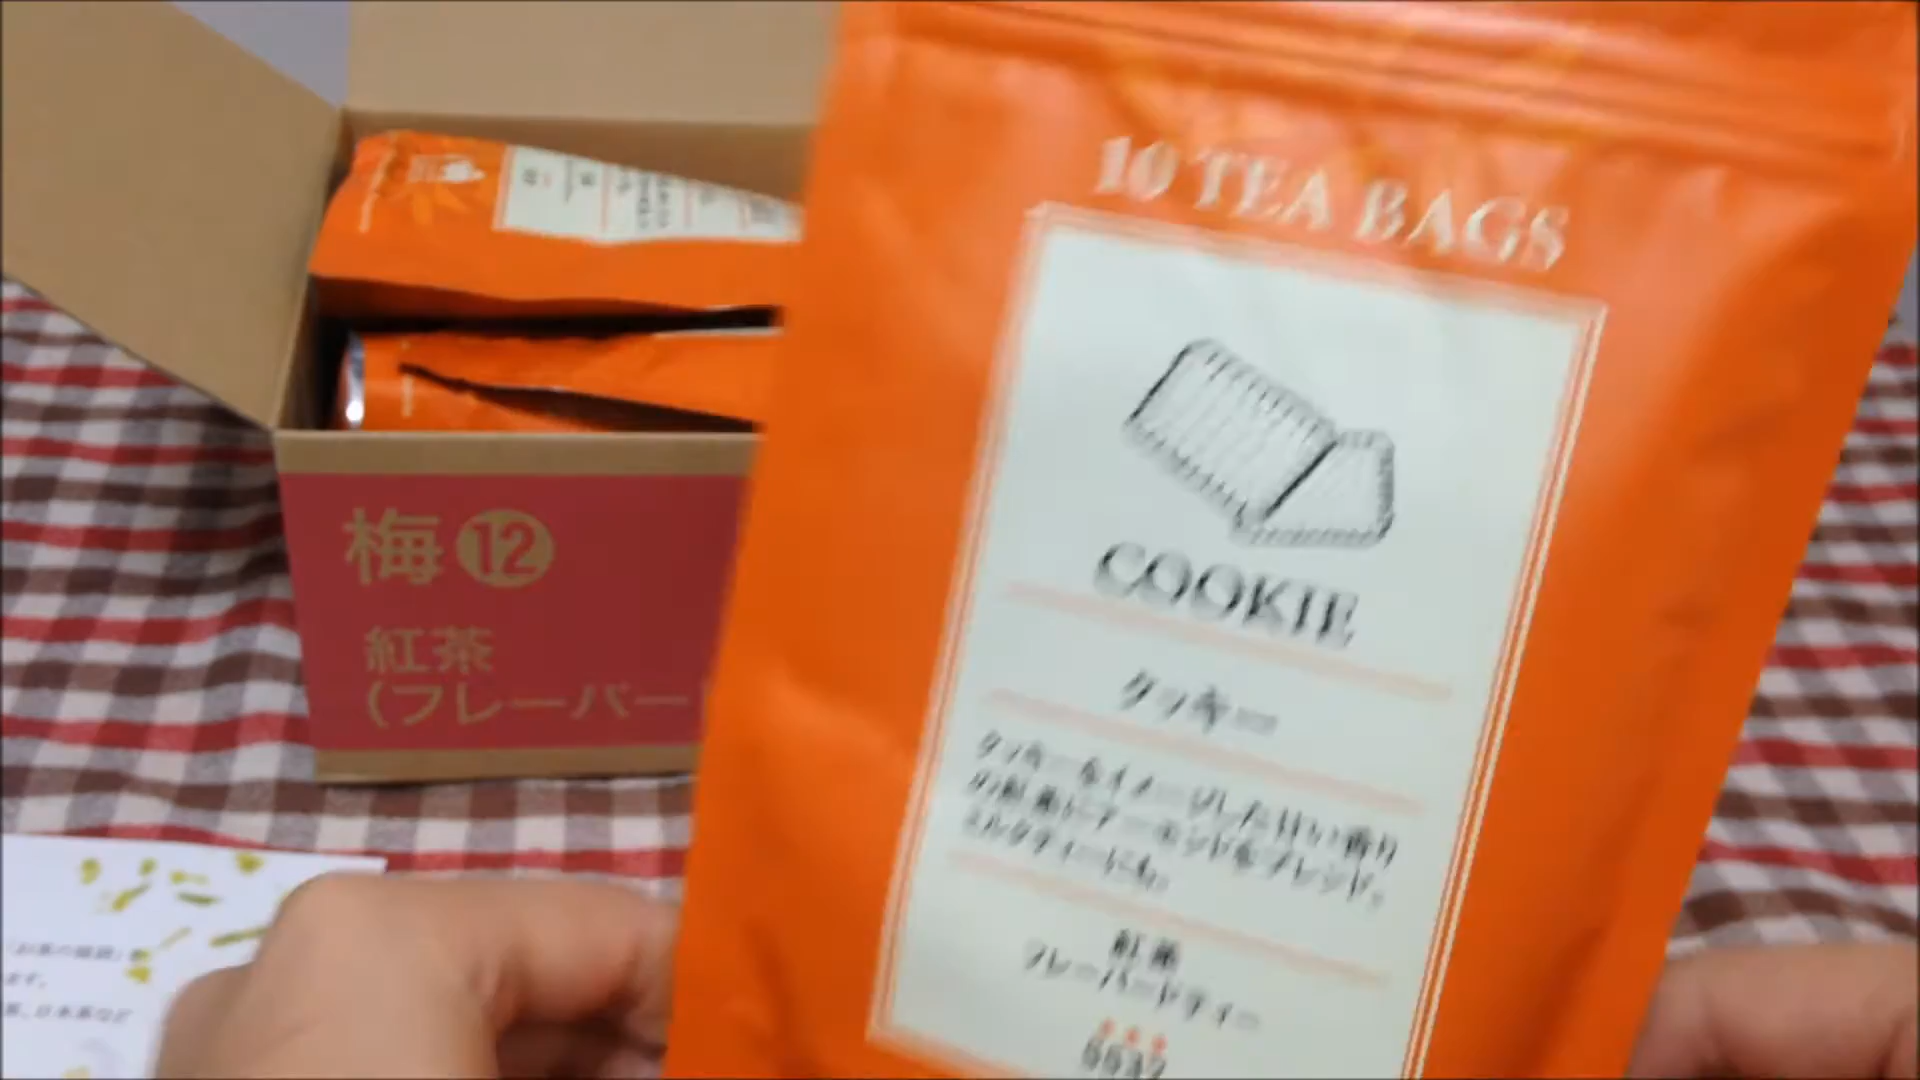 10 TEA BAGS
COOKIE
クッキー
クッキーをイメージした甘い香り
の紅茶にアーモンドをブレンド。
ミルクティーにも。
紅茶
フレーバードティー
5532
梅 12
紅茶
(フレーバー